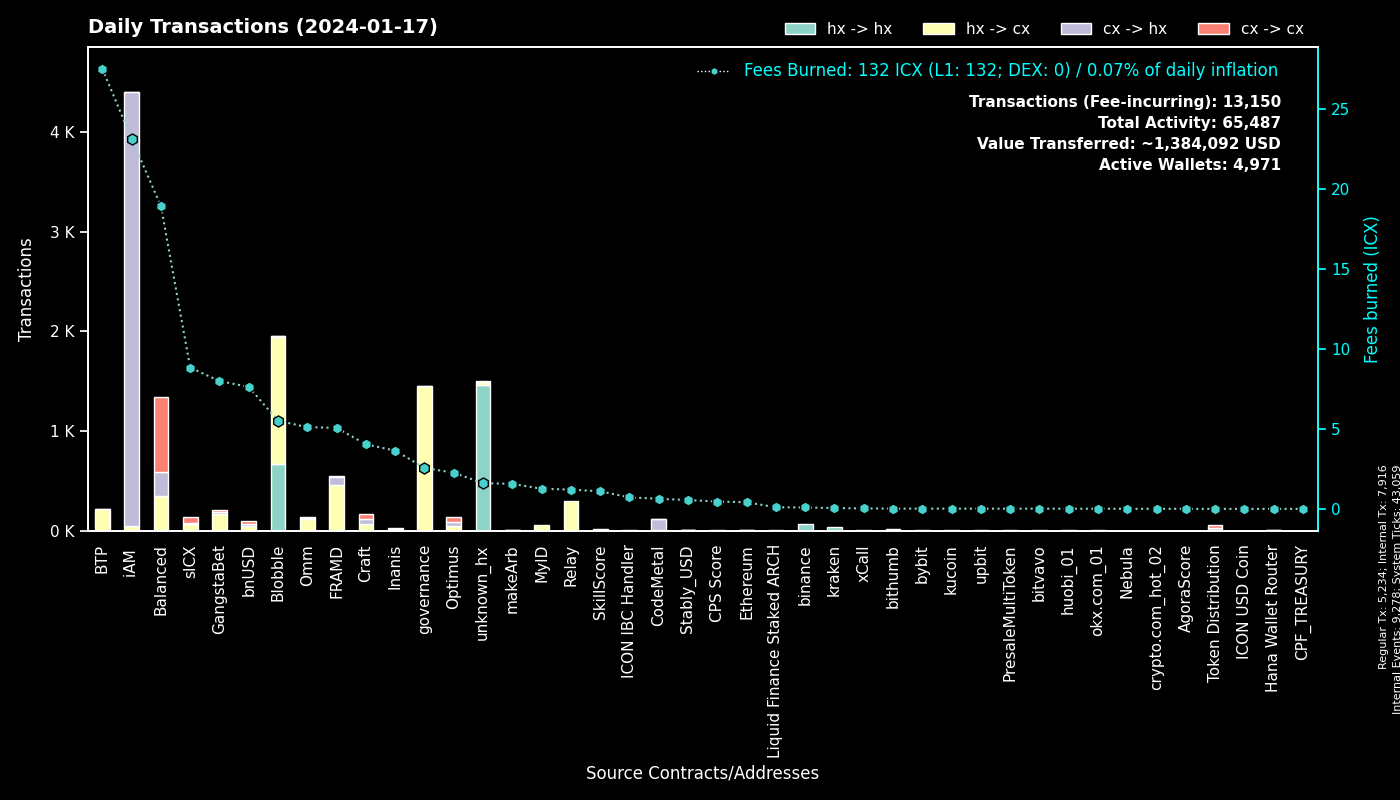 Daily Transactions (2024-01-17)
hx -> hx
hx -> cx
cx -> hx
cx -> cx
Fees Burned: 132 ICX (L1: 132; DEX: 0) / 0.07% of daily inflation
Transactions (Fee-incurring): 13,150
Total Activity: 65,487
Value Transferred: ~1,384,092 USD
Active Wallets: 4,971
Transactions
4 K
3 K
2 K
1 K
0 K
25
20
15
10
5
0
Fees burned (ICX)
BTP
iAM
Balanced
sICX
GangstaBet
bnUSD
Blobble
Omm
FRAMD
Craft
Inanis
governance
Optimus
unknown_hx
makeArb
MyID
Relay
SkillScore
ICON IBC Handler
CodeMetal
Stably_USD
CPS Score
Ethereum
Liquid Finance Staked ARCH
binance
kraken
xCall
bithumb
bybit
kucoin
upbit
PresaleMultiToken
bitvavo
huobi_01
okx.com_01
Nebula
crypto.com_hot_02
AgoraScore
Token Distribution
ICON USD Coin
Hana Wallet Router
CPF_TREASURY
Source Contracts/Addresses
Regular Tx: 5,234; Internal Tx: 7,916
Internal Events: 9,278; System Ticks: 43,059